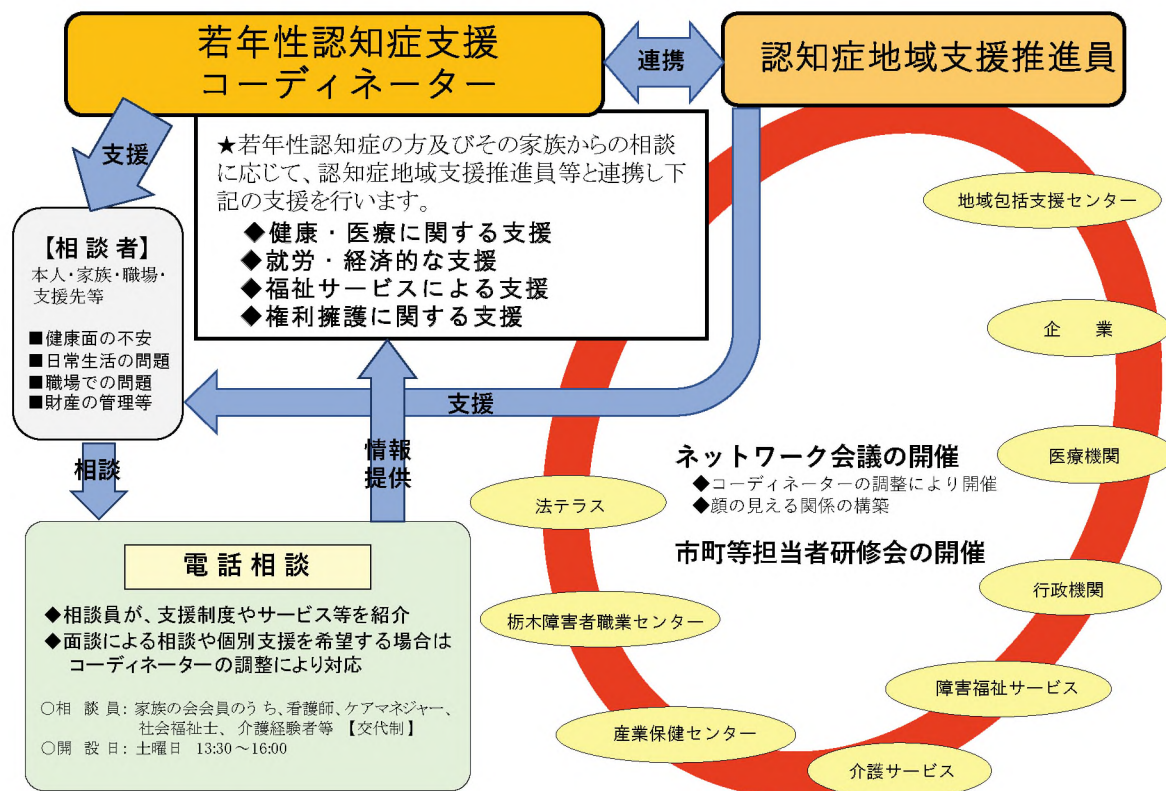 若年性認知症支援
コーディネーター
連携
認知症地域支援推進員
支援
★若年性認知症の方及びその家族からの相談
に応じて、認知症地域支援推進員等と連携し下
記の支援を行います。
◆健康・医療に関する支援
◆就労・経済的な支援
◆福祉サービスによる支援
◆権利擁護に関する支援
【相談者】
本人・家族・職場・
支援先等
■健康面の不安
■日常生活の問題
■職場での問題
■財産の管理等
支援
相談
情報
提供
電話相談
◆相談員が、支援制度やサービス等を紹介
◆面談による相談や個別支援を希望する場合は
コーディネーターの調整により対応
○相 談 員: 家族の会会員のうち、看護師、ケアマネジャー、
社会福祉士、 介護経験者等 【交代制】
○開 設 日: 土曜日 13:30～16:00
地域包括支援センター
企 業
医療機関
行政機関
障害福祉サービス
介護サービス
産業保健センター
栃木障害者職業センター
法テラス
ネットワーク会議の開催
◆コーディネーターの調整により開催
◆顔の見える関係の構築
市町等担当者研修会の開催